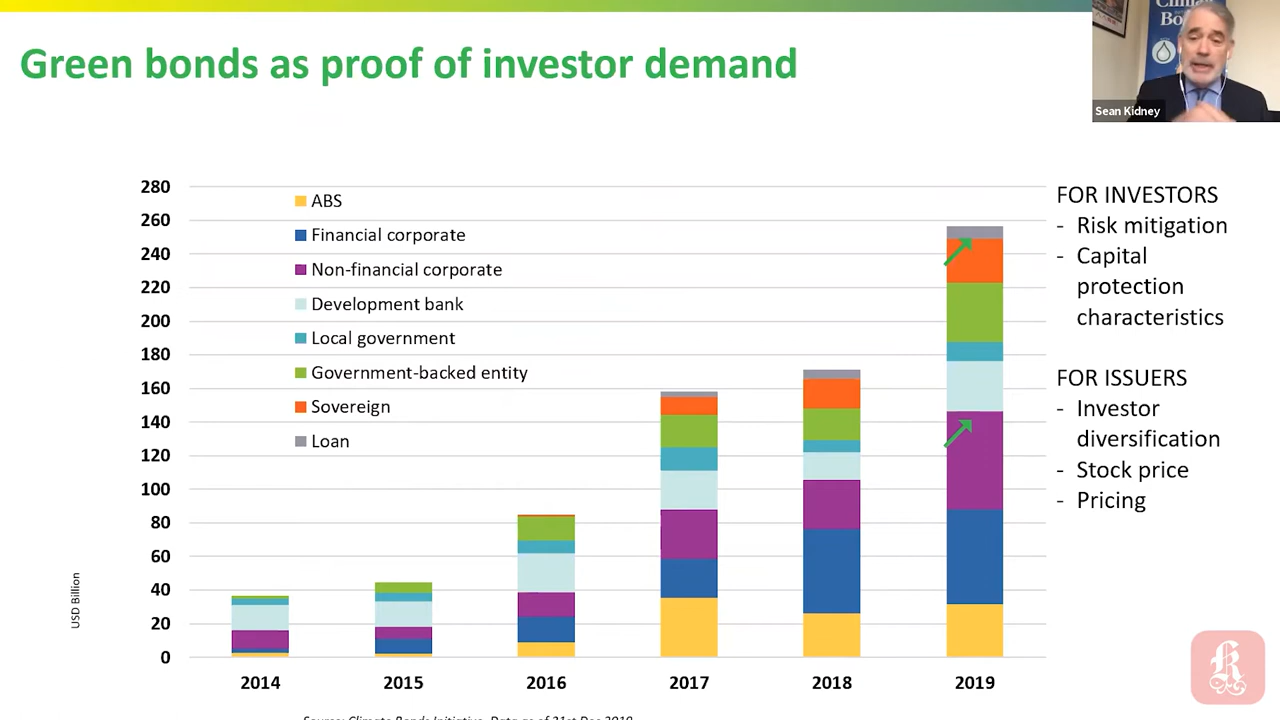 Green bonds as proof of investor demand
Climate
Bo
Sean Kidney
280
260
240
220
200
180
160
140
120
100
80
60
40
20
0
USD Billion
ABS
Financial corporate
Non-financial corporate
Development bank
Local government
Government-backed entity
Sovereign
Loan
2014
2015
2016
2017
2018
2019
FOR INVESTORS
- Risk mitigation
- Capital
protection
characteristics
FOR ISSUERS
- Investor
diversification
- Stock price
- Pricing
Source: Climate Bonds Initiative. Data as of 31st Dec 2019
R